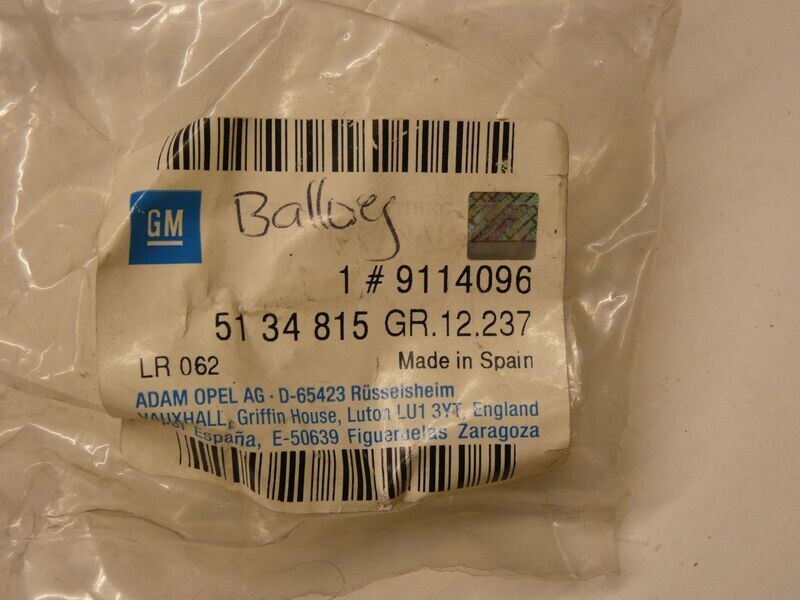 GM
1 # 9114096
51 34 815 GR.12.237
LR 062 Made in Spain
ADAM OPEL AG · D-65423 Rüsselsheim
VAUXHALL, Griffin House, Luton LU1 3YT, England
España, E-50639 Figueruelas Zaragoza